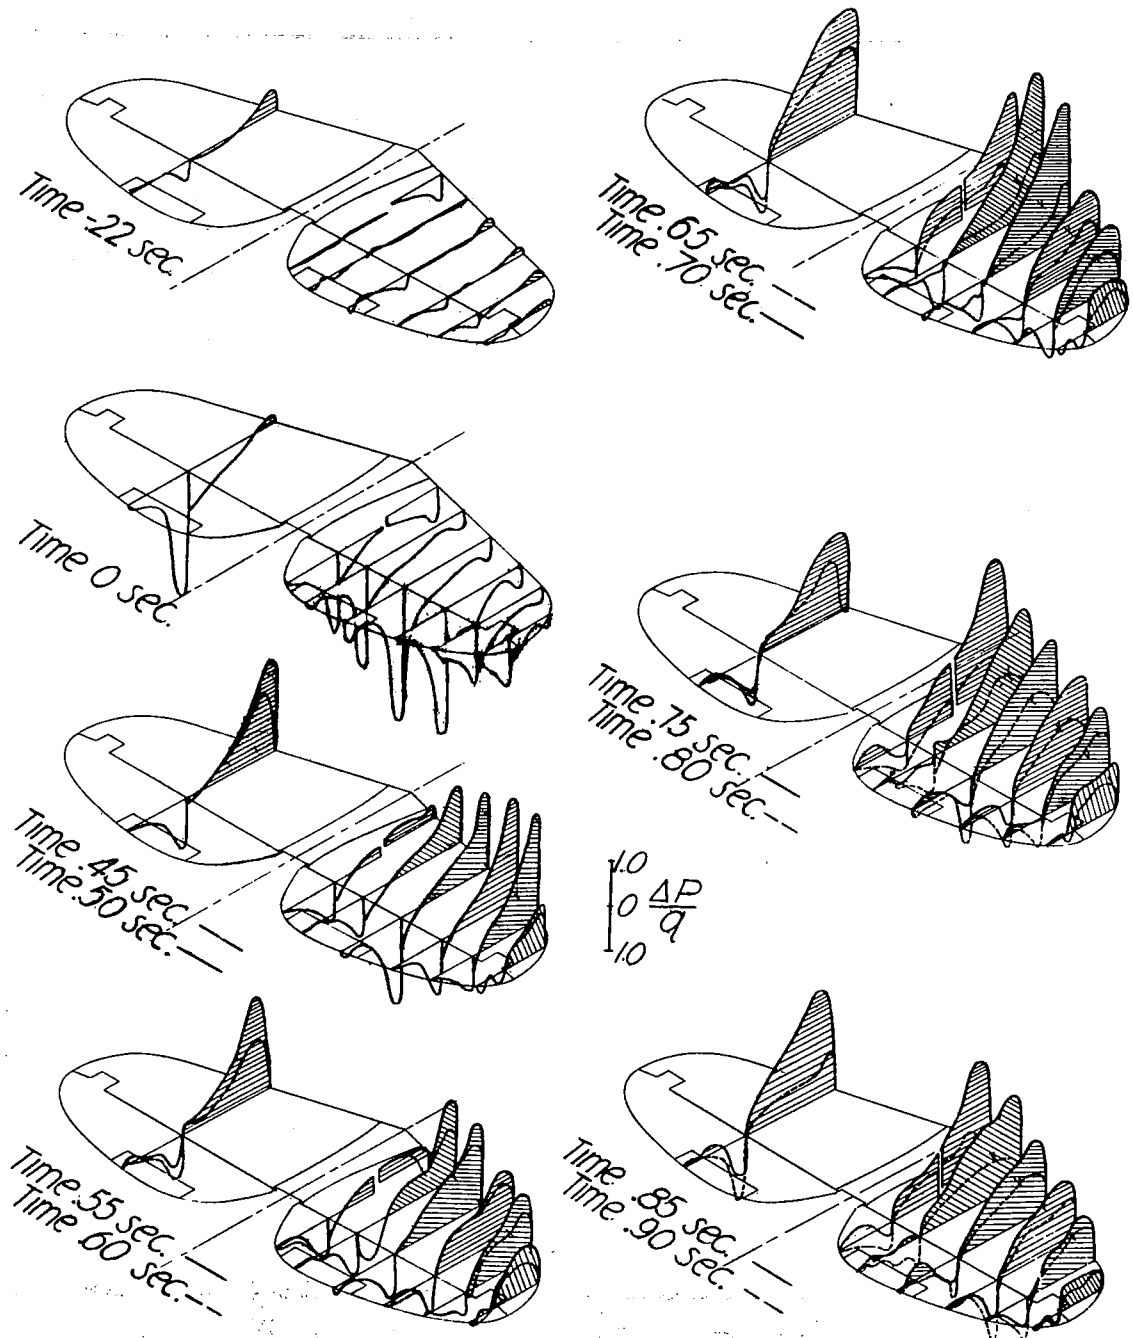 Time -.22 sec.
Time 0 sec.
Time .45 sec.
Time .50 sec.
Time .55 sec.
Time .60 sec.
Time .65 sec.
Time .70 sec.
Time .75 sec.
Time .80 sec.
1.0
0 ΔP
q
1.0
Time .85 sec.
Time .90 sec.